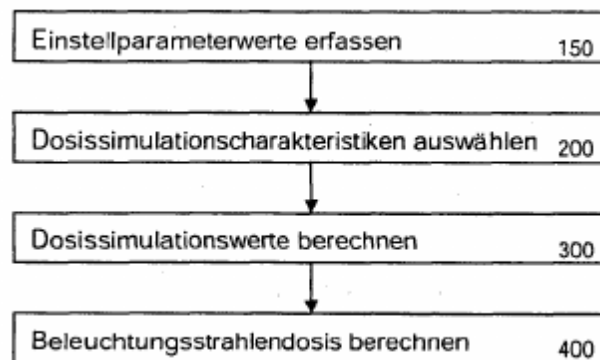 Einstellparameterwerte erfassen 150
Dosissimulationscharakteristiken auswählen 200
Dosissimulationswerte berechnen 300
Beleuchtungsstrahlendosis berechnen 400